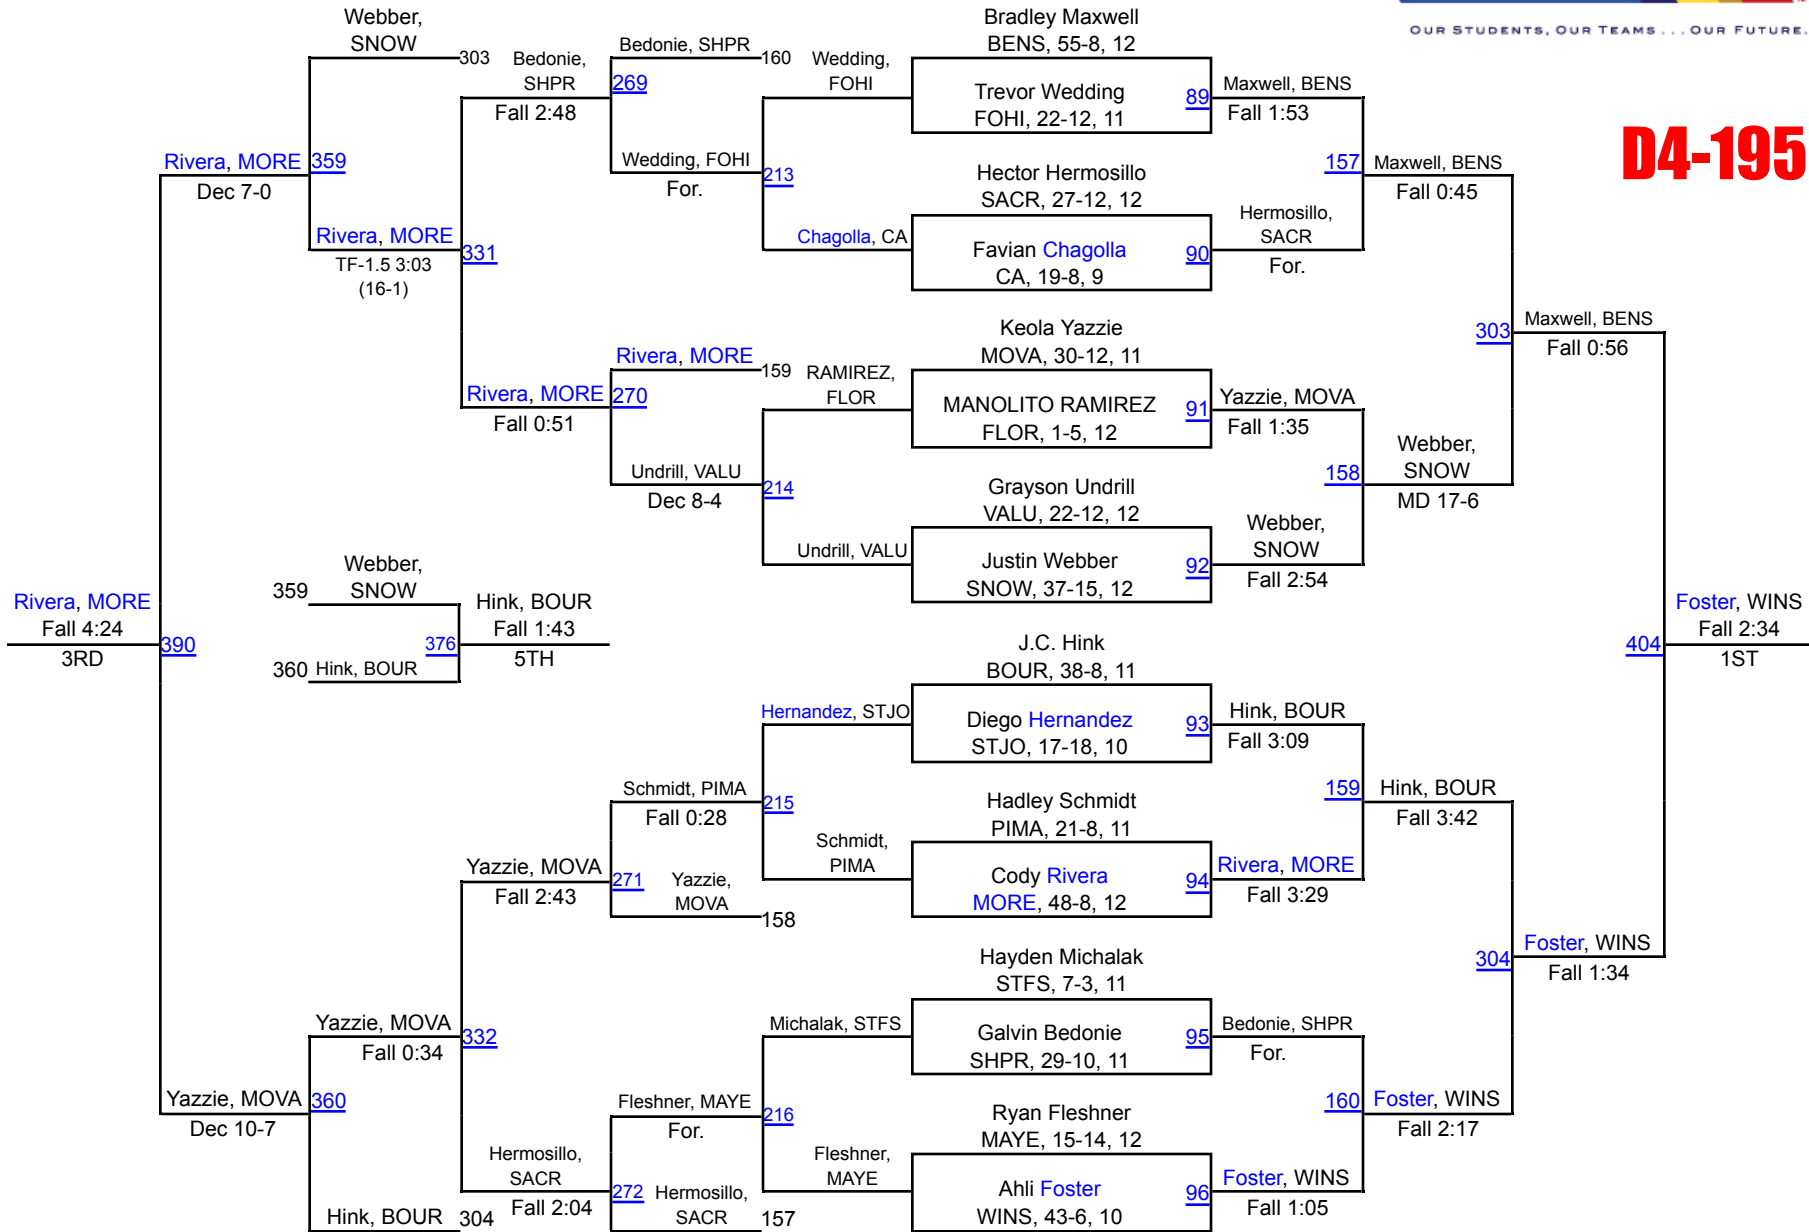 OUR STUDENTS, OUR TEAMS . . . OUR FUTURE.
D4-195
Webber,
SNOW
303
Bedonie,
SHPR
Fall 2:48
Bedonie, SHPR
160
269
Wedding, FOHI
For.
Rivera, MORE
359
Dec 7-0
Rivera, MORE
331
TF-1.5 3:03
(16-1)
Rivera, MORE
159
Rivera, MORE
270
Fall 0:51
Undrill, VALU
Dec 8-4
Wedding,
FOHI
213
Chagolla, CA
RAMIREZ,
FLOR
214
Undrill, VALU
Bradley Maxwell
BENS, 55-8, 12
Trevor Wedding
FOHI, 22-12, 11
89
Hector Hermosillo
SACR, 27-12, 12
Favian Chagolla
CA, 19-8, 9
90
Keola Yazzie
MOVA, 30-12, 11
MANOLITO RAMIREZ
FLOR, 1-5, 12
91
Grayson Undrill
VALU, 22-12, 12
Justin Webber
SNOW, 37-15, 12
92
Maxwell, BENS
Fall 1:53
157
Hermosillo,
SACR
For.
Maxwell, BENS
Fall 0:45
Yazzie, MOVA
Fall 1:35
158
Webber,
SNOW
Fall 2:54
Webber,
SNOW
MD 17-6
303
Maxwell, BENS
Fall 0:56
Rivera, MORE
Fall 4:24
3RD
390
359
Webber,
SNOW
360
Hink, BOUR
376
Hink, BOUR
Fall 1:43
5TH
404
Foster, WINS
Fall 2:34
1ST
J.C. Hink
BOUR, 38-8, 11
Diego Hernandez
STJO, 17-18, 10
93
Hadley Schmidt
PIMA, 21-8, 11
Cody Rivera
MORE, 48-8, 12
94
Hayden Michalak
STFS, 7-3, 11
Galvin Bedonie
SHPR, 29-10, 11
95
Ryan Fleshner
MAYE, 15-14, 12
Ahli Foster
WINS, 43-6, 10
96
Hink, BOUR
Fall 3:09
159
Rivera, MORE
Fall 3:29
Hink, BOUR
Fall 3:42
Bedonie, SHPR
For.
160
Foster, WINS
Fall 1:05
Foster, WINS
Fall 2:17
304
Foster, WINS
Fall 1:34
Hernandez, STJO
215
Schmidt,
PIMA
Schmidt, PIMA
Fall 0:28
Yazzie, MOVA
271
Fall 2:43
Yazzie,
MOVA
158
Michalak, STFS
216
Fleshner,
MAYE
Fleshner, MAYE
For.
Yazzie, MOVA
332
Fall 0:34
Hermosillo,
SACR
272
Fall 2:04
Hermosillo,
SACR
157
Yazzie, MOVA
360
Dec 10-7
Hink, BOUR
304